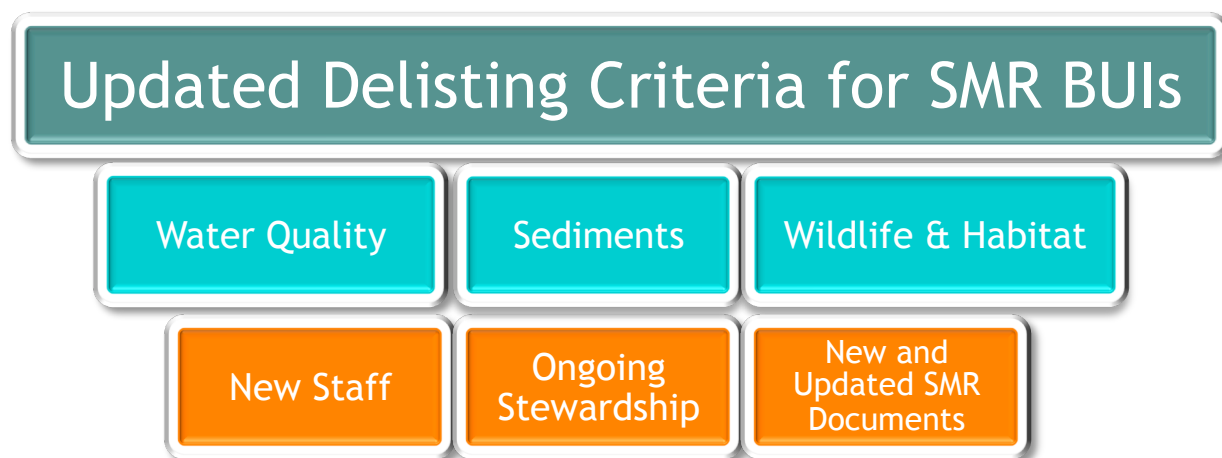 Updated Delisting Criteria for SMR BUIs
Water Quality
Sediments
Wildlife & Habitat
New Staff
Ongoing
Stewardship
New and
Updated SMR
Documents